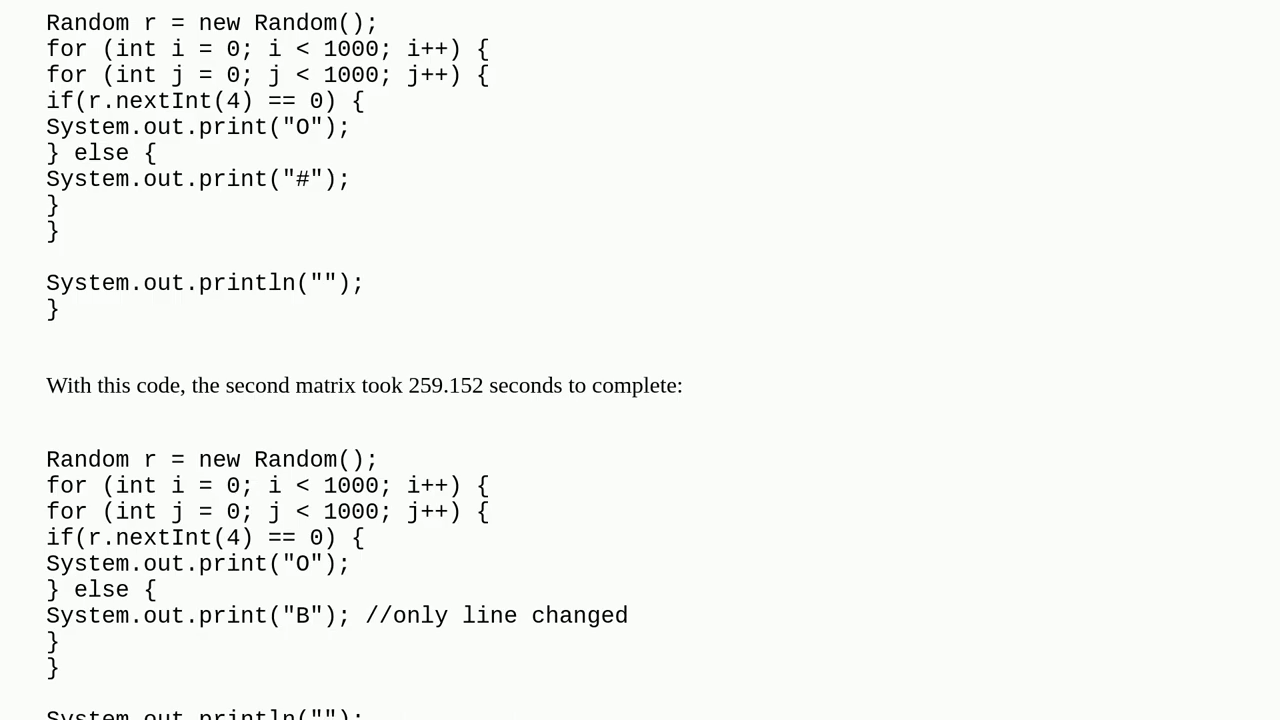 Random r = new Random();
for (int i = 0; i < 1000; i++) {
for (int j = 0; j < 1000; j++) {
if(r.nextInt(4) == 0) {
System.out.print("O");
} else {
System.out.print("#");
}
}
System.out.println("");
}
With this code, the second matrix took 259.152 seconds to complete:
Random r = new Random();
for (int i = 0; i < 1000; i++) {
for (int j = 0; j < 1000; j++) {
if(r.nextInt(4) == 0) {
System.out.print("O");
} else {
System.out.print("B"); //only line changed
}
}
System.out.println("");